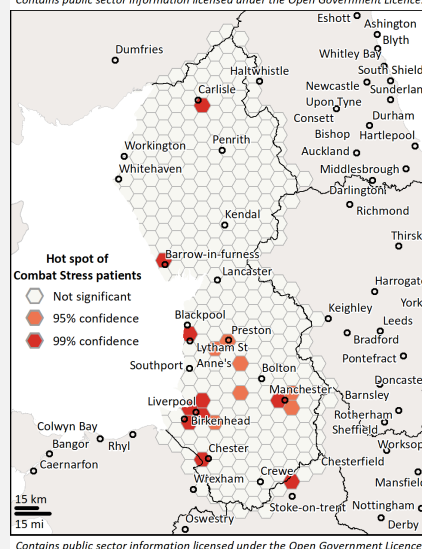 Contains public sector information licensed under the Open Government Licence
Eshott
Ashington
Blyth
Dumfries
Whitley Bay
Haltwhistle
South Shield
Newcastle
Sunderlan
Carlisle
Upon Tyne
Consett
Durham
Bishop
Hartlepool
Auckland
Penrith
Workington
Middlesbrough
Whitehaven
Darlington
Richmond
Kendal
Thirsk
Hot spot of
Combat Stress patients
Not significant
95% confidence
99% confidence
Barrow-in-furness
Lancaster
Harrogat
York
Keighley
Blackpool
Leeds
Preston
Bradford
Lytham St
Anne's
Pontefract
Southport
Bolton
Doncaste
Manchester
Barnsley
Liverpool
Rotherham
Birkenhead
Sheffield
Colwyn Bay
Bangor
Rhyl
Caernarfon
Chester
Worksop
Chesterfield
Wrexham
Crewe
Mansfiel
15 km
15 mi
Stoke-on-trent
Nottingham
Oswestry
Derby
Contains public sector information licensed under the Open Government Licence